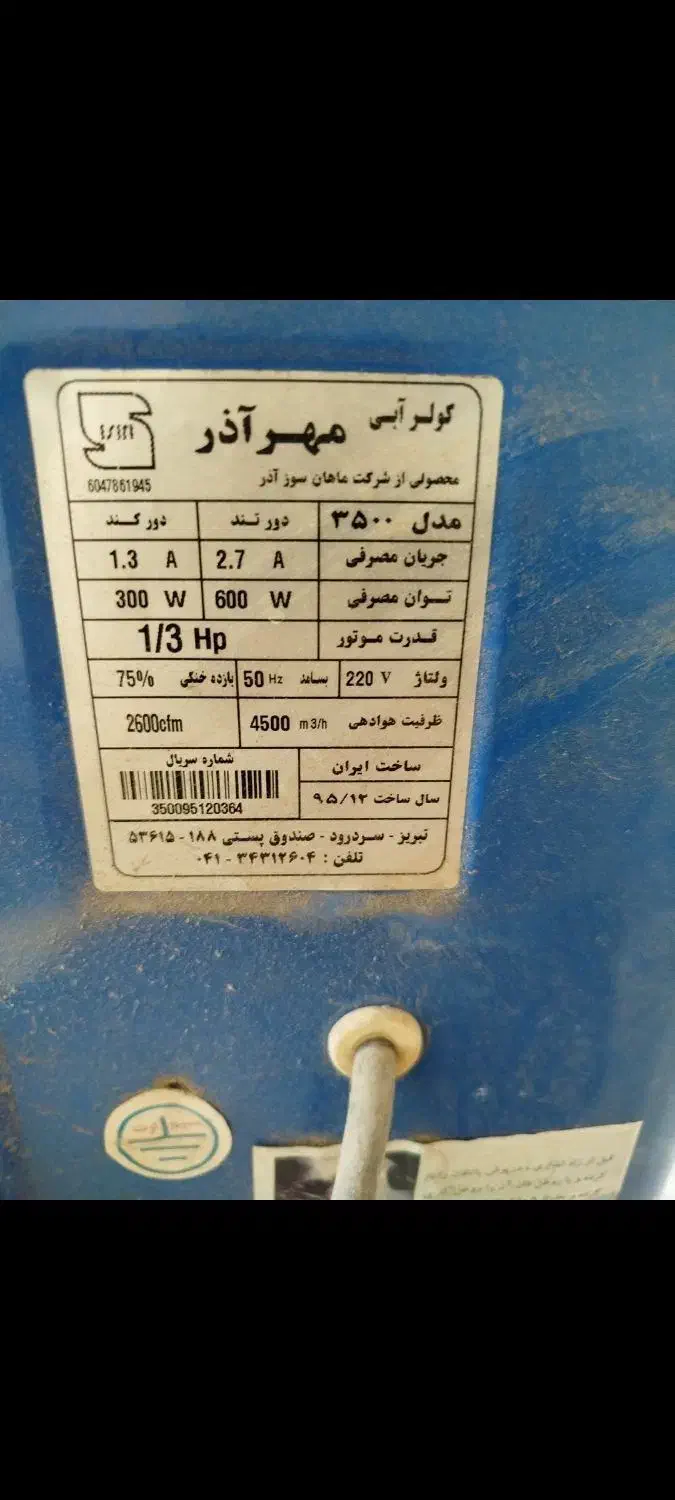 کولر آبی مهر آذر
محصولی از شرکت ماهان سوز آذر
ISIRI
6047861945
مدل ۳۵۰۰ دور تند دور کند
جریان مصرفی 2.7 A 1.3 A
توان مصرفی 600 W 300 W
قدرت موتور 1/3 Hp
ولتاژ 220 V بسامد 50 Hz بازده خنکی 75%
ظرفیت هوادهی 4500 m3/h 2600cfm
ساخت ایران
سال ساخت ۹۵/۱۲
شماره سریال
350095120364
تبریز - سردرود - صندوق پستی ۱۸۸ - ۵۳۶۱۵
تلفن : ۳۴۳۱۲۶۰۴ - ۰۴۱